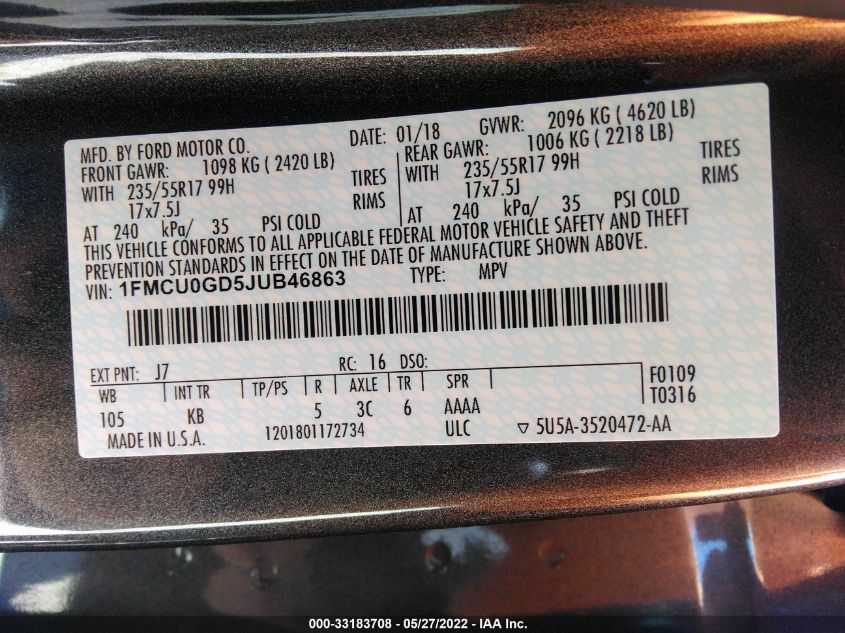 MFD. BY FORD MOTOR CO. DATE: 01/18 GVWR: 2096 KG ( 4620 LB)
FRONT GAWR: 1098 KG ( 2420 LB) REAR GAWR: 1006 KG ( 2218 LB)
WITH 235/55R17 99H TIRES WITH 235/55R17 99H TIRES
17x7.5J RIMS 17x7.5J RIMS
AT 240 kPa/ 35 PSI COLD AT 240 kPa/ 35 PSI COLD
THIS VEHICLE CONFORMS TO ALL APPLICABLE FEDERAL MOTOR VEHICLE SAFETY AND THEFT
PREVENTION STANDARDS IN EFFECT ON THE DATE OF MANUFACTURE SHOWN ABOVE.
VIN: 1FMCU0GD5JUB46863 TYPE: MPV
EXT PNT: J7 RC: 16 DSO: F0109
WB INT TR TP/PS R AXLE TR SPR T0316
105 KB 5 3C 6 AAAA
MADE IN U.S.A. 1201801172734 ULC ▽ 5U5A-3520472-AA
000-33183708 - 05/27/2022 - IAA Inc.